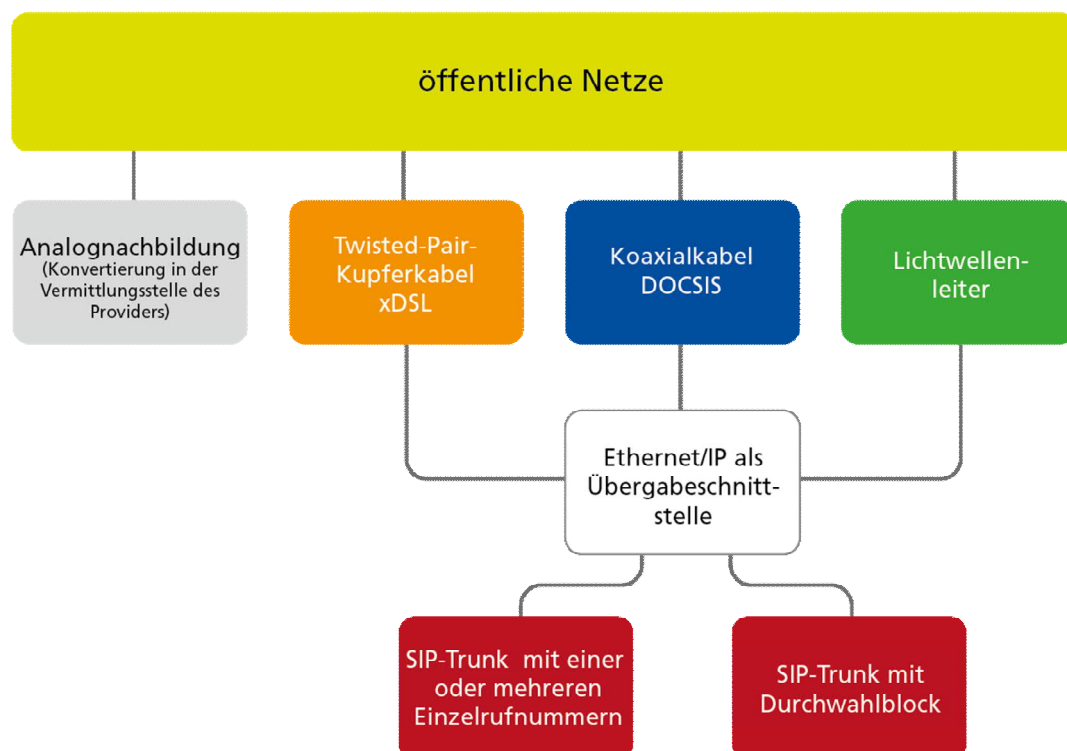 öffentliche Netze
Analognachbildung
(Konvertierung in der
Vermittlungsstelle des
Providers)
Twisted-Pair-
Kupferkabel
xDSL
Koaxialkabel
DOCSIS
Lichtwellen-
leiter
Ethernet/IP als
Übergabeschnitt-
stelle
SIP-Trunk mit einer
oder mehreren
Einzelrufnummern
SIP-Trunk mit
Durchwahlblock